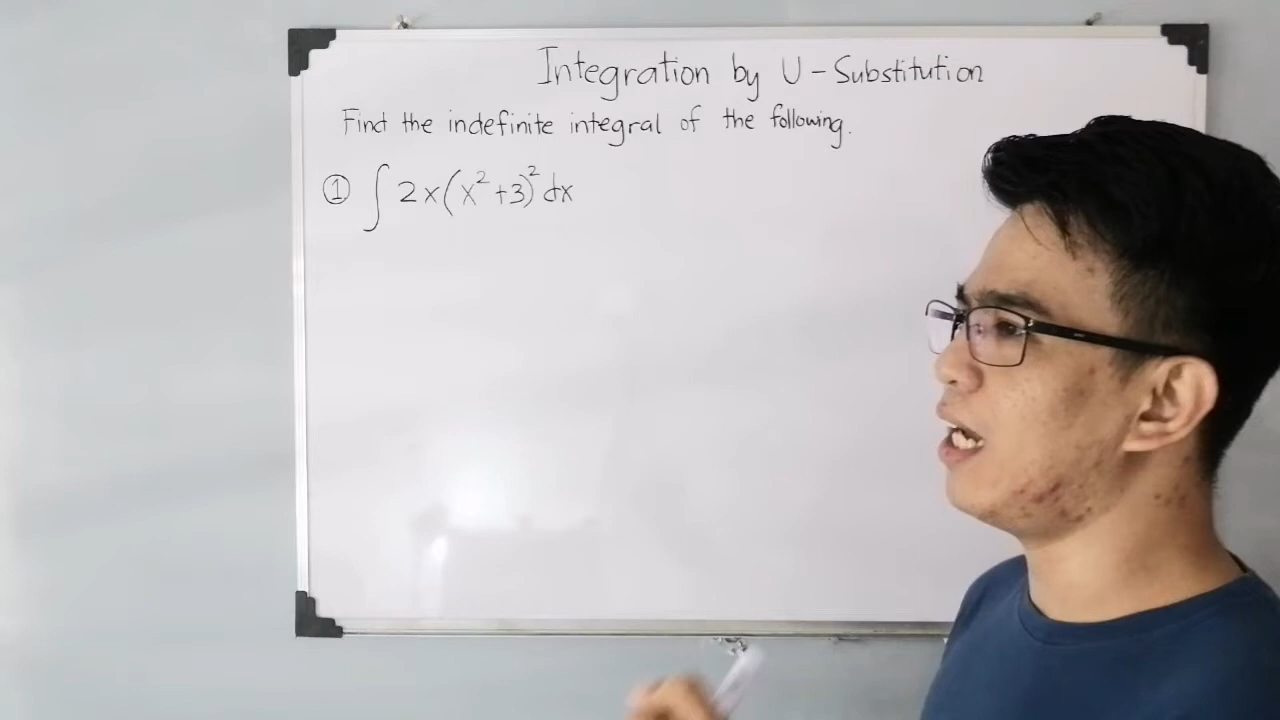 Integration by U-Substitution
Find the indefinite integral of the following.
① ∫ 2x(x²+3)² dx